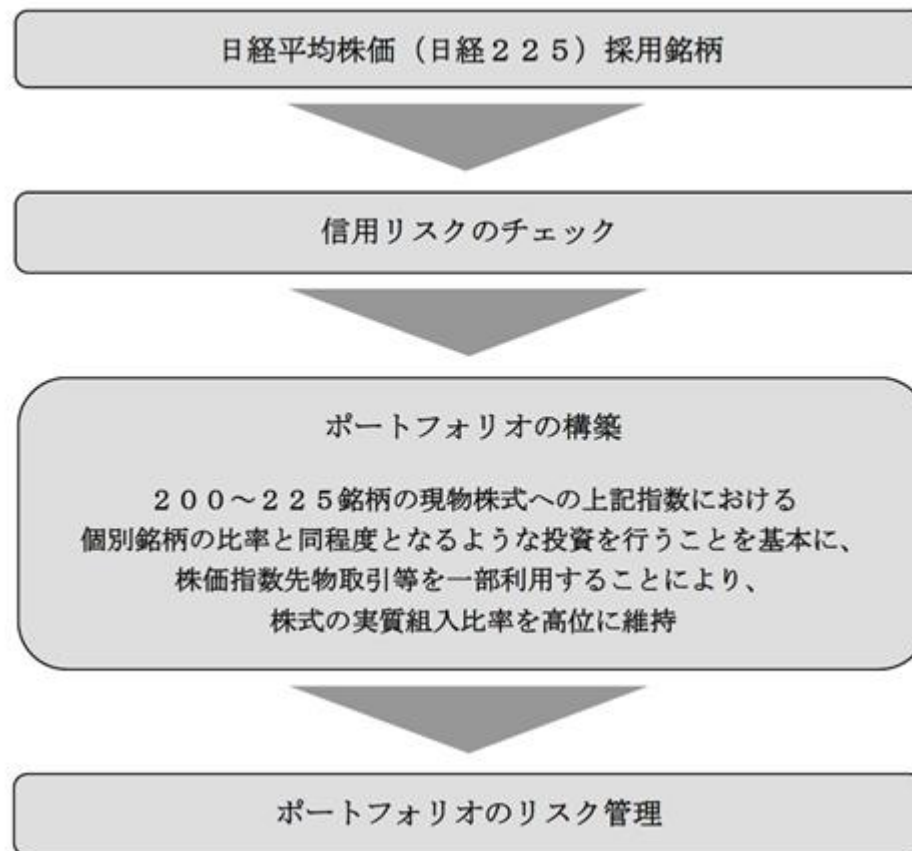 日経平均株価（日経２２５）採用銘柄
信用リスクのチェック
ポートフォリオの構築
２００～２２５銘柄の現物株式への上記指数における
個別銘柄の比率と同程度となるような投資を行うことを基本に、
株価指数先物取引等を一部利用することにより、
株式の実質組入比率を高位に維持
ポートフォリオのリスク管理